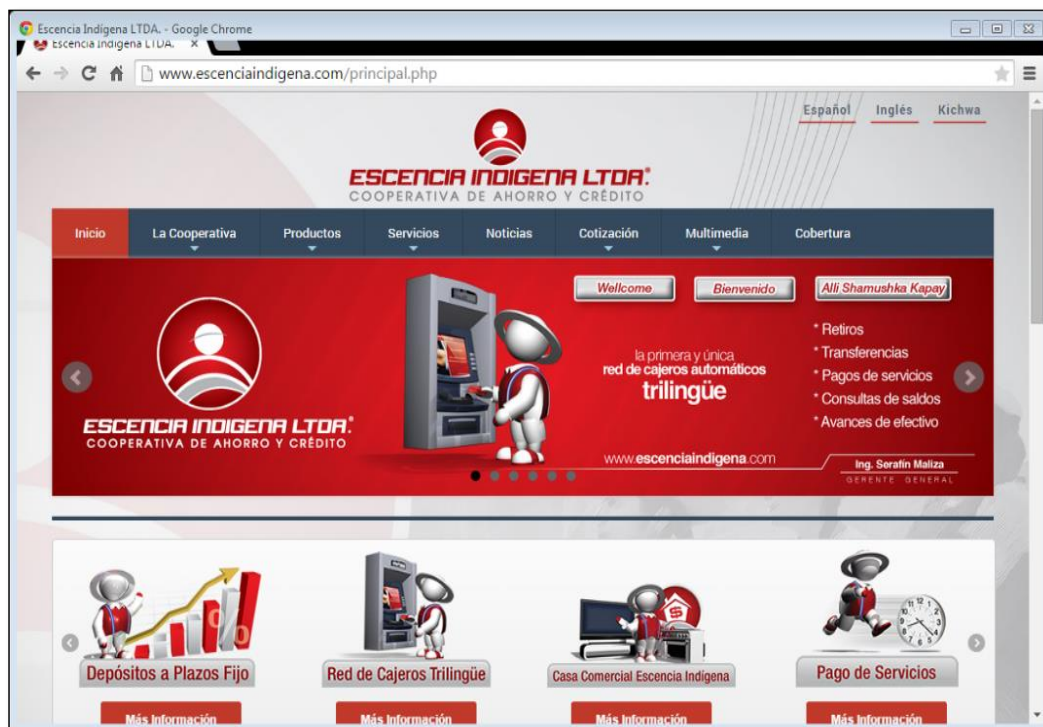 Escencia Indígena LTDA. - Google Chrome
Escencia Indígena LTDA. ×
www.escenciaindigena.com/principal.php
Español Inglés Kichwa
ESCENCIA INDIGENA LTDA.
COOPERATIVA DE AHORRO Y CRÉDITO
Inicio La Cooperativa Productos Servicios Noticias Cotización Multimedia Cobertura
Wellcome Bienvenido Alli Shamushka Kapay
ESCENCIA INDIGENA LTDA.
COOPERATIVA DE AHORRO Y CRÉDITO
la primera y única
red de cajeros automáticos
trilingüe
* Retiros
* Transferencias
* Pagos de servicios
* Consultas de saldos
* Avances de efectivo
www.escenciaindigena.com
Ing. Serafín Maliza
GERENTE GENERAL
Depósitos a Plazos Fijo
Red de Cajeros Trilingüe
Casa Comercial Escencia Indígena
Pago de Servicios
Más Información Más Información Más Información Más Información